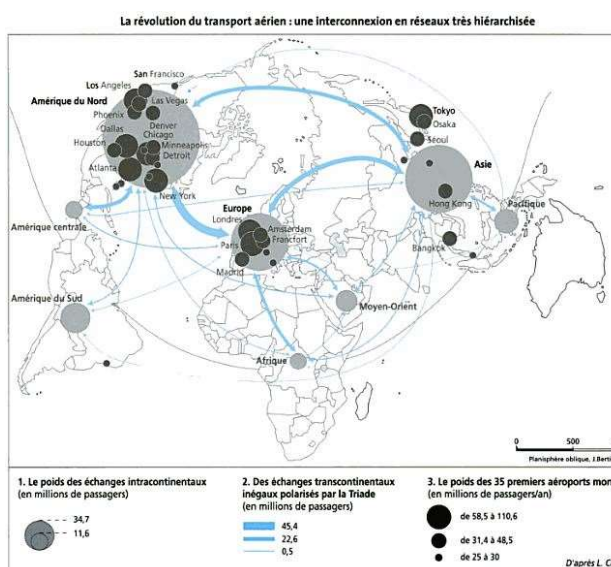 La révolution du transport aérien : une interconnexion en réseaux très hiérarchisée
San Francisco
Los Angeles
Amérique du Nord
Las Vegas
Phoenix
Dallas
Denver
Chicago
Houston
Minneapolis
Detroit
Atlanta
New York
Tokyo
Osaka
Séoul
Asie
Hong Kong
Pacifique
Bangkok
Europe
Londres
Amsterdam
Paris
Francfort
Madrid
Amérique centrale
Amérique du Sud
Moyen-Orient
Afrique
0 500
Planisphère oblique, J.Berti
1. Le poids des échanges intracontinentaux
(en millions de passagers)
34,7
11,6
2. Des échanges transcontinentaux
inégaux polarisés par la Triade
(en millions de passagers)
45,4
22,6
0,5
3. Le poids des 35 premiers aéroports mon
(en millions de passagers/an)
de 58,5 à 110,6
de 31,4 à 48,5
de 25 à 30
D'après L. C